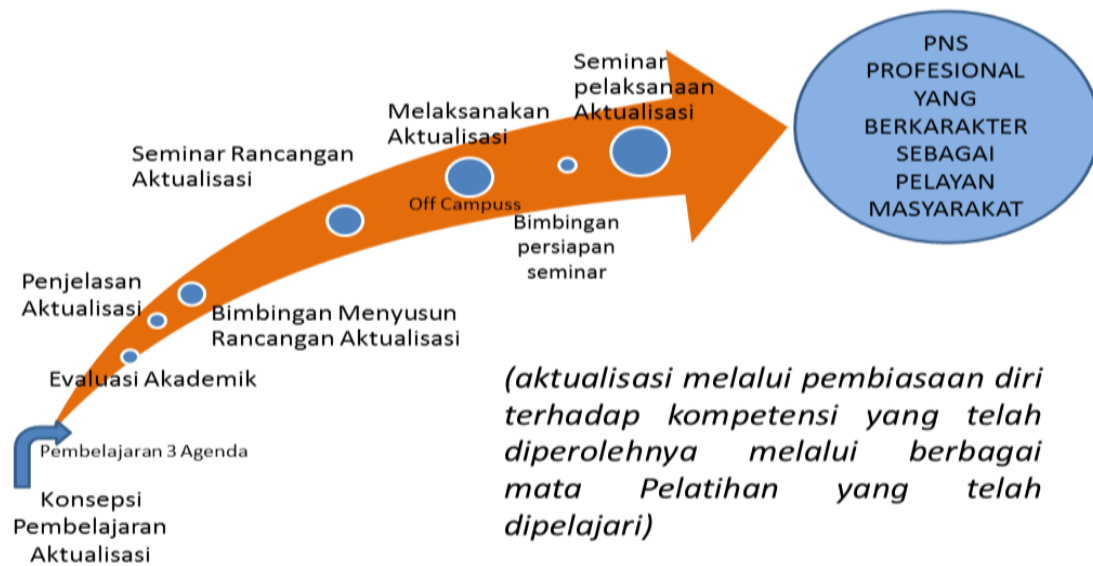 PNS
PROFESIONAL
YANG
BERKARAKTER
SEBAGAI
PELAYAN
MASYARAKAT
Seminar
pelaksanaan
Aktualisasi
Melaksanakan
Aktualisasi
Seminar Rancangan
Aktualisasi
Off Campuss
Bimbingan
persiapan
seminar
Penjelasan
Aktualisasi
Bimbingan Menyusun
Rancangan Aktualisasi
Evaluasi Akademik
(aktualisasi melalui pembiasaan diri
terhadap kompetensi yang telah
diperolehnya melalui berbagai
mata Pelatihan yang telah
dipelajari)
Pembelajaran 3 Agenda
Konsepsi
Pembelajaran
Aktualisasi